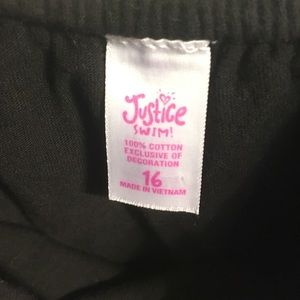 Justice
SWIM!
100% COTTON
EXCLUSIVE OF
DECORATION
16
MADE IN VIETNAM